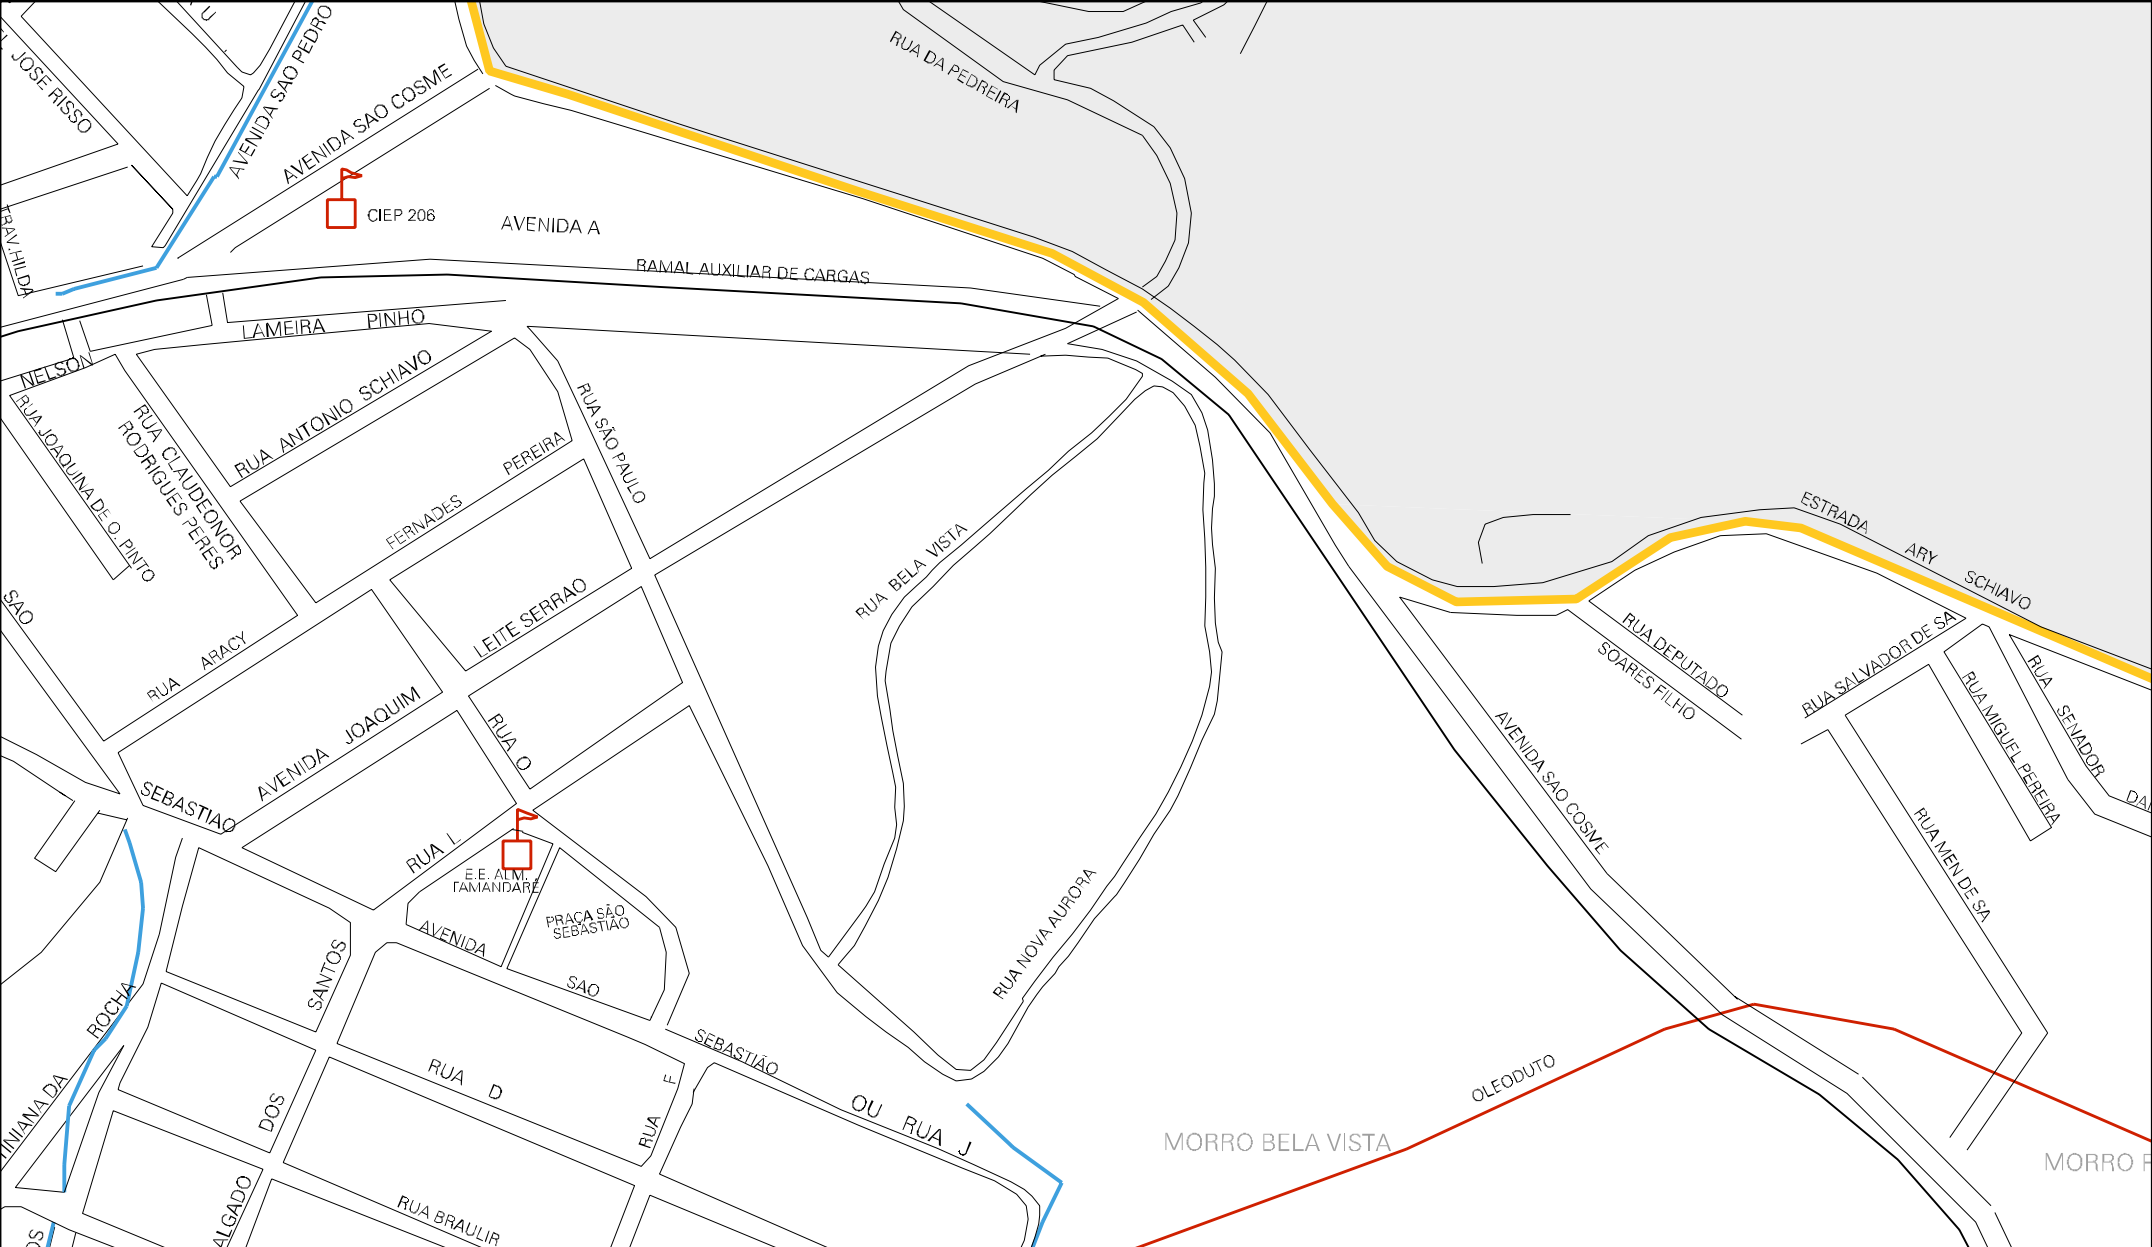 U
JOSE RISSO
AVENIDA SAO PEDRO
AVENIDA SAO COSME
RUA DA PEDREIRA
CIEP 206
AVENIDA A
TRAV.HILDA
RAMAL AUXILIAR DE CARGAS
LAMEIRA PINHO
NELSON
RUA ANTONIO SCHIAVO
RUA JOAQUINA DE O. PINTO
RUA CLAUDEONOR
RODRIGUES PERES
RUA SÃO PAULO
FERNADES PEREIRA
RUA BELA VISTA
ESTRADA ARY SCHIAVO
SAO
LEITE SERRAO
RUA ARACY
RUA DEPUTADO
SOARES FILHO
RUA SALVADOR DE SA
RUA MIGUEL PEREIRA
RUA SENADOR
DAN
AVENIDA JOAQUIM
RUA O
SEBASTIAO
AVENIDA SAO COSME
RUA MEN DE SA
RUA L
E.E. ALM.
TAMANDARÉ
PRAÇA SÃO
SEBASTIÃO
AVENIDA SAO
SEBASTIÃO
OU RUA J
SANTOS
DOS
ALGADO
ROCHA
INIANA DA
RUA NOVA AURORA
RUA D
RUA F
RUA BRAULIR
OLEODUTO
MORRO BELA VISTA
MORRO
OS